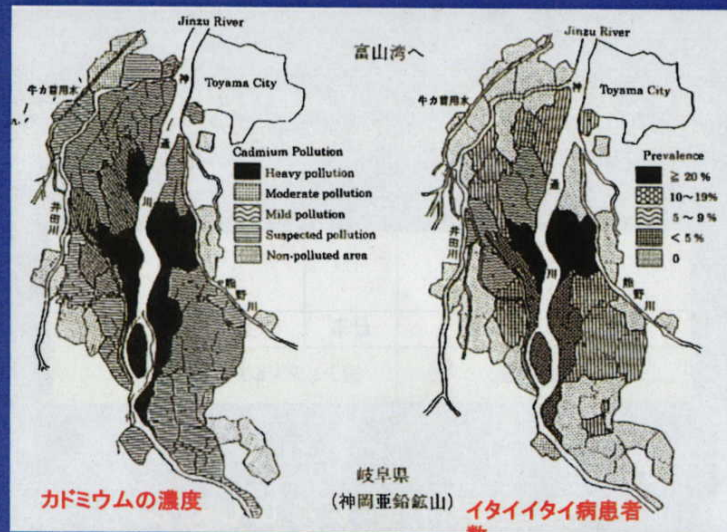 Jinzu River
富山湾へ
Toyama City
牛カ首用水
神
通
川
井田川
熊野川
Cadmium Pollution
Heavy pollution
Moderate pollution
Mild pollution
Suspected pollution
Non-polluted area
カドミウムの濃度
岐阜県
(神岡亜鉛鉱山)
Jinzu River
Toyama City
牛カ首用水
神
通
川
井田川
熊野川
Prevalence
≧ 20 %
10～19%
5 ～ 9 %
< 5 %
0
イタイイタイ病患者
数